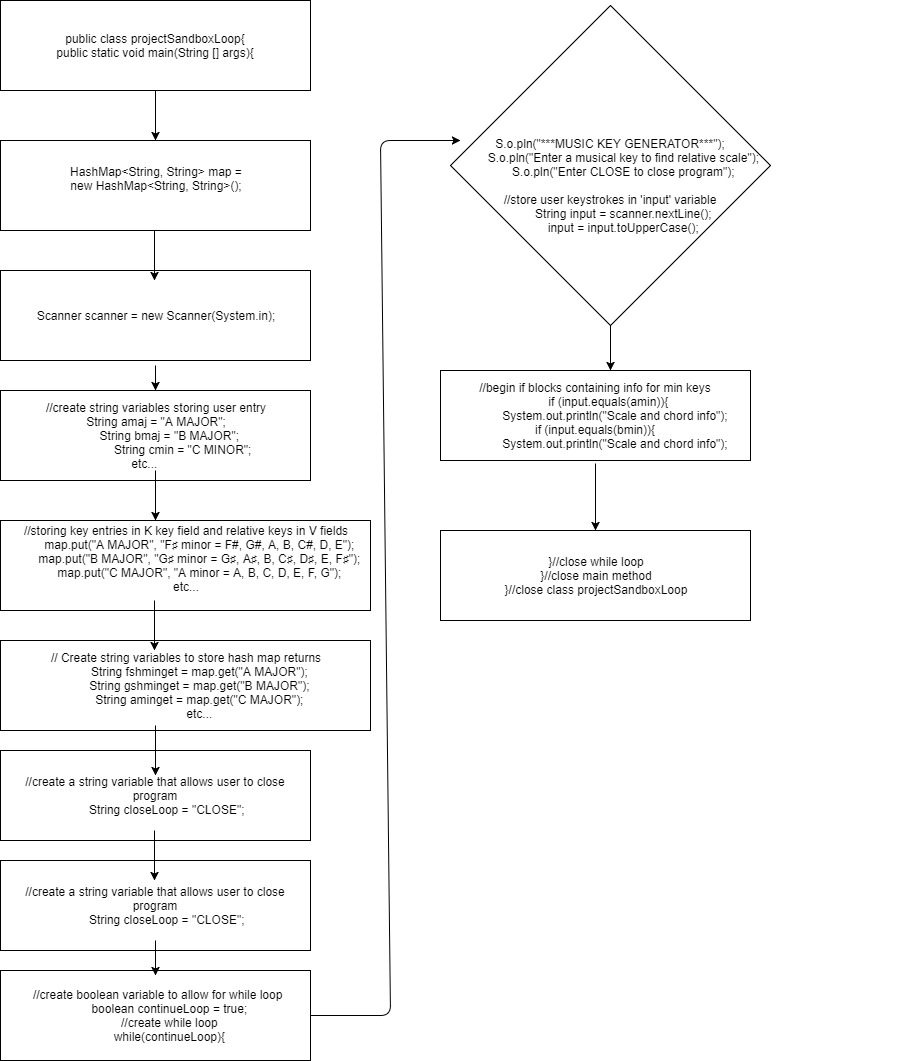 public class projectSandboxLoop{
public static void main(String [] args){
HashMap<String, String> map =
new HashMap<String, String>();
Scanner scanner = new Scanner(System.in);
//create string variables storing user entry
String amaj = "A MAJOR";
String bmaj = "B MAJOR";
String cmin = "C MINOR";
etc...
//storing key entries in K key field and relative keys in V fields
map.put("A MAJOR", "F♯ minor = F#, G#, A, B, C#, D, E");
map.put("B MAJOR", "G♯ minor = G♯, A♯, B, C♯, D♯, E, F♯");
map.put("C MAJOR", "A minor = A, B, C, D, E, F, G");
etc...
// Create string variables to store hash map returns
String fshminget = map.get("A MAJOR");
String gshminget = map.get("B MAJOR");
String aminget = map.get("C MAJOR");
etc...
//create a string variable that allows user to close
program
String closeLoop = "CLOSE";
//create a string variable that allows user to close
program
String closeLoop = "CLOSE";
//create boolean variable to allow for while loop
boolean continueLoop = true;
//create while loop
while(continueLoop){
S.o.pln("***MUSIC KEY GENERATOR***");
S.o.pln("Enter a musical key to find relative scale");
S.o.pln("Enter CLOSE to close program");
//store user keystrokes in 'input' variable
String input = scanner.nextLine();
input = input.toUpperCase();
//begin if blocks containing info for min keys
if (input.equals(amin)){
System.out.println("Scale and chord info");
if (input.equals(bmin)){
System.out.println("Scale and chord info");
}//close while loop
}//close main method
}//close class projectSandboxLoop